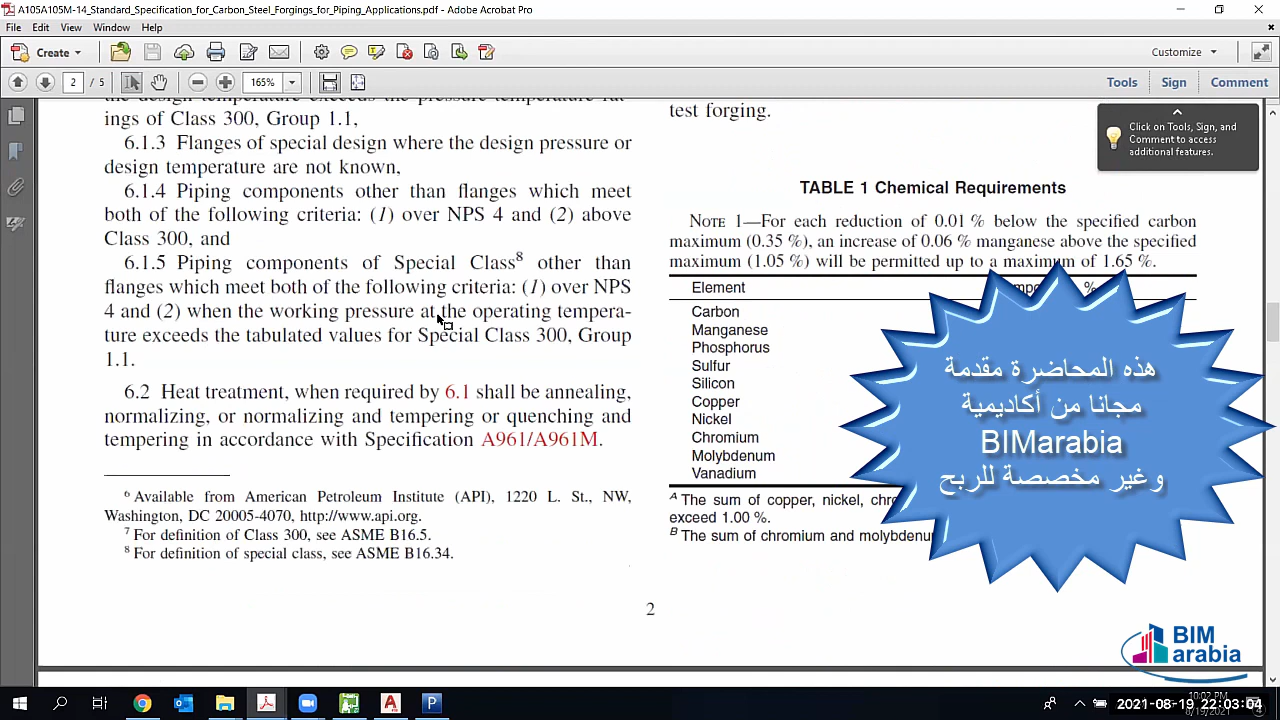 A105A105M-14_Standard_Specification_for_Carbon_Steel_Forgings_for_Piping_Applications.pdf - Adobe Acrobat Pro
File Edit View Window Help
Create
Customize
2 / 5
165%
Tools Sign Comment
Click on Tools, Sign, and
Comment to access
additional features.
the design temperature exceeds the pressure temperature rat-
ings of Class 300, Group 1.1,
6.1.3 Flanges of special design where the design pressure or
design temperature are not known,
6.1.4 Piping components other than flanges which meet
both of the following criteria: (1) over NPS 4 and (2) above
Class 300, and
6.1.5 Piping components of Special Class8 other than
flanges which meet both of the following criteria: (1) over NPS
4 and (2) when the working pressure at the operating tempera-
ture exceeds the tabulated values for Special Class 300, Group
1.1.
6.2 Heat treatment, when required by 6.1 shall be annealing,
normalizing, or normalizing and tempering or quenching and
tempering in accordance with Specification A961/A961M.
6 Available from American Petroleum Institute (API), 1220 L. St., NW,
Washington, DC 20005-4070, http://www.api.org.
7 For definition of Class 300, see ASME B16.5.
8 For definition of special class, see ASME B16.34.
test forging.
TABLE 1 Chemical Requirements
NOTE 1—For each reduction of 0.01 % below the specified carbon
maximum (0.35 %), an increase of 0.06 % manganese above the specified
maximum (1.05 %) will be permitted up to a maximum of 1.65 %.
Element %
Carbon
Manganese
Phosphorus
Sulfur
Silicon
Copper
Nickel
Chromium
Molybdenum
Vanadium
A The sum of copper, nickel,
exceed 1.00 %.
B The sum of chromium and
هذه المحاضرة مقدمة
مجانا من أكاديمية
BIMarabia
وغير مخصصة للربح
2
BIM
arabia
10:02 PM
2021-08-19 22:03:04
8/19/2021